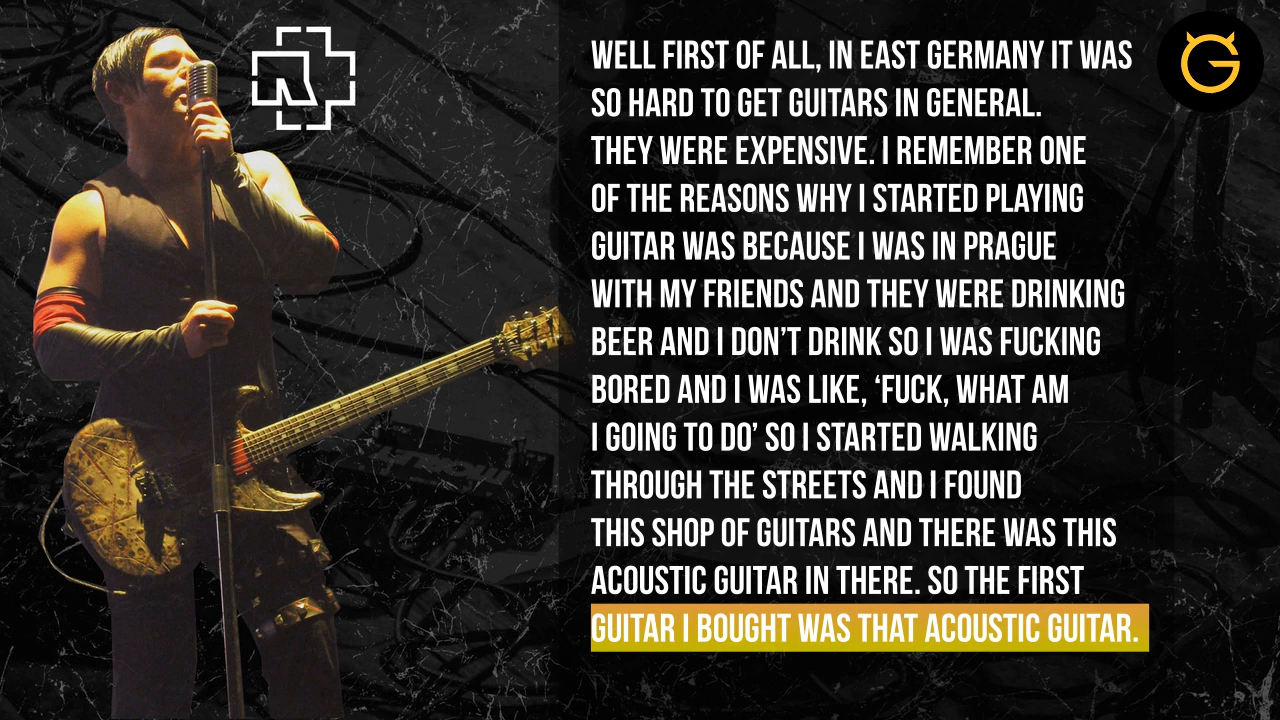 WELL FIRST OF ALL, IN EAST GERMANY IT WAS
SO HARD TO GET GUITARS IN GENERAL.
THEY WERE EXPENSIVE. I REMEMBER ONE
OF THE REASONS WHY I STARTED PLAYING
GUITAR WAS BECAUSE I WAS IN PRAGUE
WITH MY FRIENDS AND THEY WERE DRINKING
BEER AND I DON’T DRINK SO I WAS FUCKING
BORED AND I WAS LIKE, ‘FUCK, WHAT AM
I GOING TO DO’ SO I STARTED WALKING
THROUGH THE STREETS AND I FOUND
THIS SHOP OF GUITARS AND THERE WAS THIS
ACOUSTIC GUITAR IN THERE. SO THE FIRST
GUITAR I BOUGHT WAS THAT ACOUSTIC GUITAR.